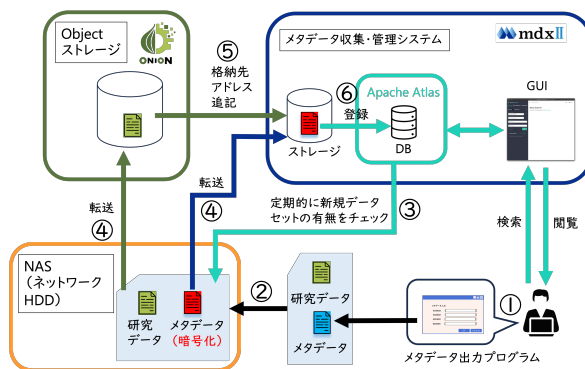 Object
ストレージ
ONION
⑤
格納先
アドレス
追記
メタデータ収集・管理システム
mdxⅡ
Apache Atlas
GUI
⑥
登録
ストレージ
DB
転送
④
転送
④
定期的に新規データ
セットの有無をチェック
③
検索
閲覧
NAS
(ネットワーク
HDD)
研究
データ
メタデータ
(暗号化)
②
研究データ
メタデータ
①
メタデータ出力プログラム